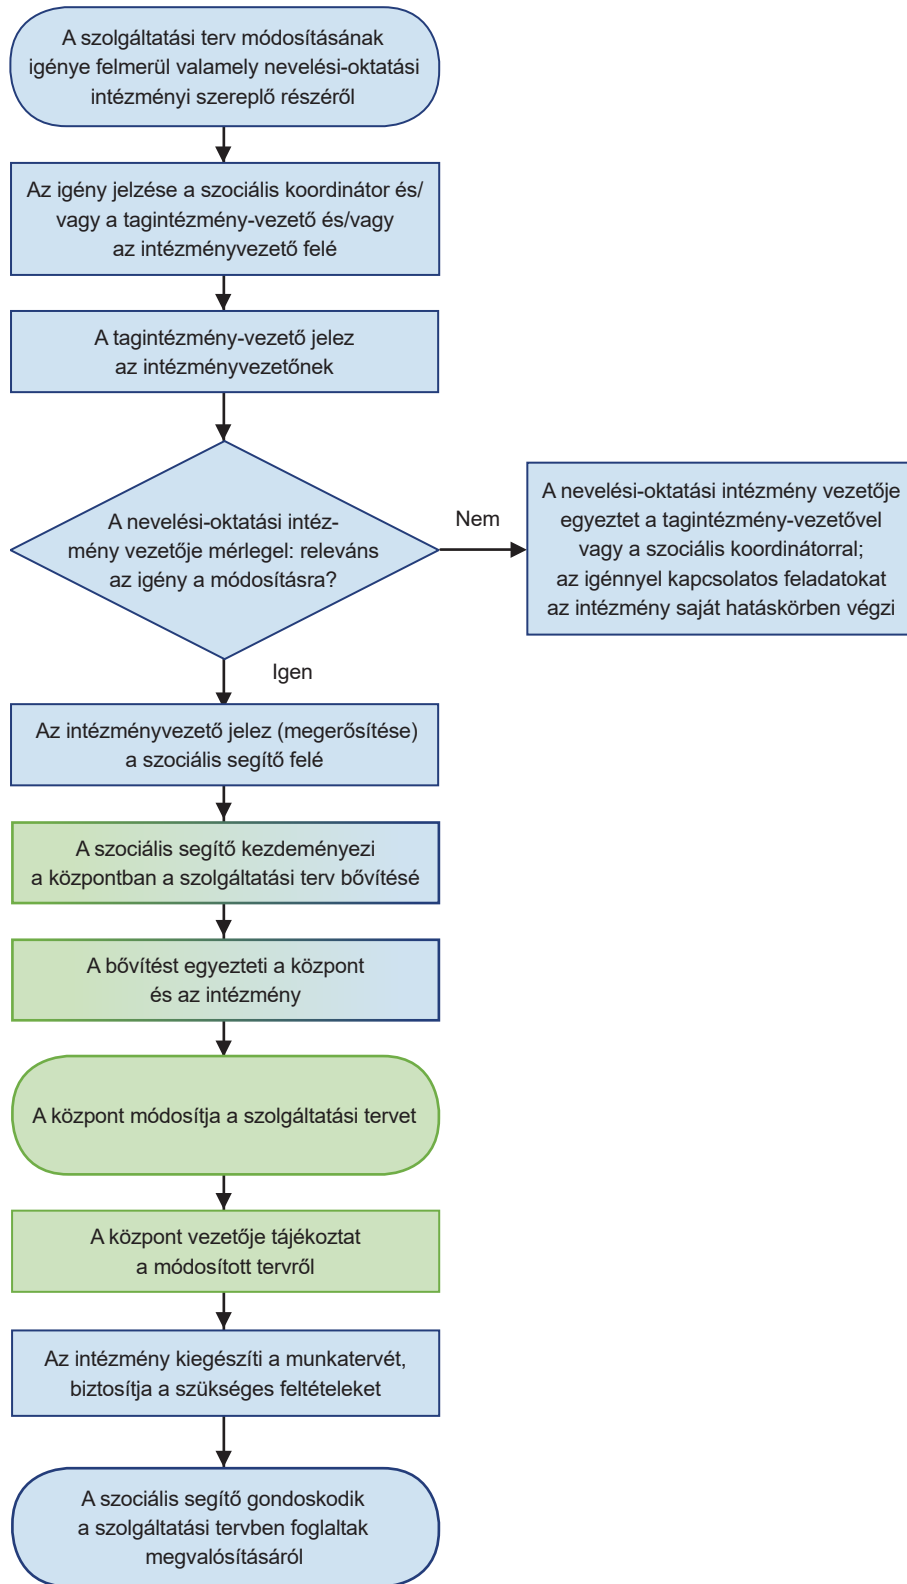 A szolgáltatási terv módosításának
igénye felmerül valamely nevelési-oktatási
intézményi szereplő részéről
Az igény jelzése a szociális koordinátor és/
vagy a tagintézmény-vezető és/vagy
az intézményvezető felé
A tagintézmény-vezető jelez
az intézményvezetőnek
A nevelési-oktatási intéz-
mény vezetője mérlegel: releváns
az igény a módosításra?
Nem
A nevelési-oktatási intézmény vezetője
egyeztet a tagintézmény-vezetővel
vagy a szociális koordinátorral;
az igénnyel kapcsolatos feladatokat
az intézmény saját hatáskörben végzi
Igen
Az intézményvezető jelez (megerősítése)
a szociális segítő felé
A szociális segítő kezdeményezi
a központban a szolgáltatási terv bővítésé
A bővítést egyezteti a központ
és az intézmény
A központ módosítja a szolgáltatási tervet
A központ vezetője tájékoztat
a módosított tervről
Az intézmény kiegészíti a munkatervét,
biztosítja a szükséges feltételeket
A szociális segítő gondoskodik
a szolgáltatási tervben foglaltak
megvalósításáról